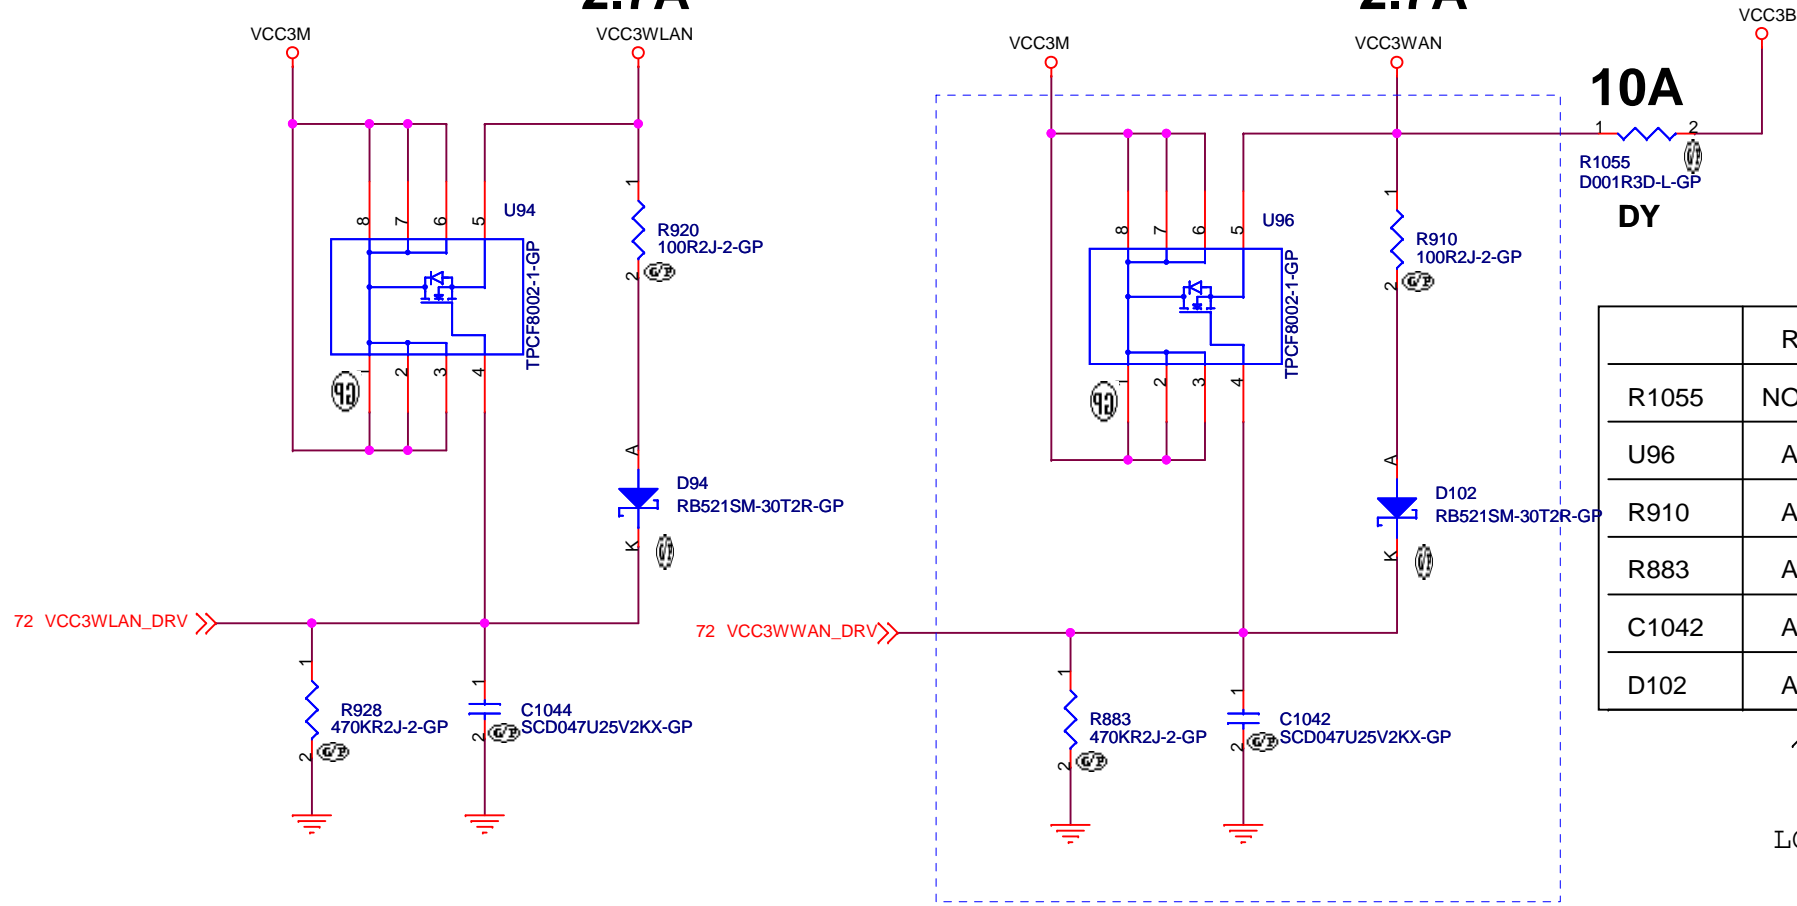 VCC3M
VCC3WLAN
8
7
6
5
U94
TPCF8002-1-GP
1
2
3
4
GP
1
R920
100R2J-2-GP
2
G/P
A
D94
RB521SM-30T2R-GP
K
72 VCC3WLAN_DRV
1
R928
470KR2J-2-GP
2
G/P
1
C1044
SCD047U25V2KX-GP
2
G/P
VCC3M
VCC3WAN
8
7
6
5
U96
TPCF8002-1-GP
1
2
3
4
GP
1
R910
100R2J-2-GP
2
G/P
A
D102
RB521SM-30T2R-GP
K
72 VCC3WWAN_DRV
1
R883
470KR2J-2-GP
2
G/P
1
C1042
SCD047U25V2KX-GP
2
G/P
VCC3B
10A
1
2
R1055
D001R3D-L-GP
DY
R1055
U96 A
R910 A
R883 A
C1042 A
D102 A